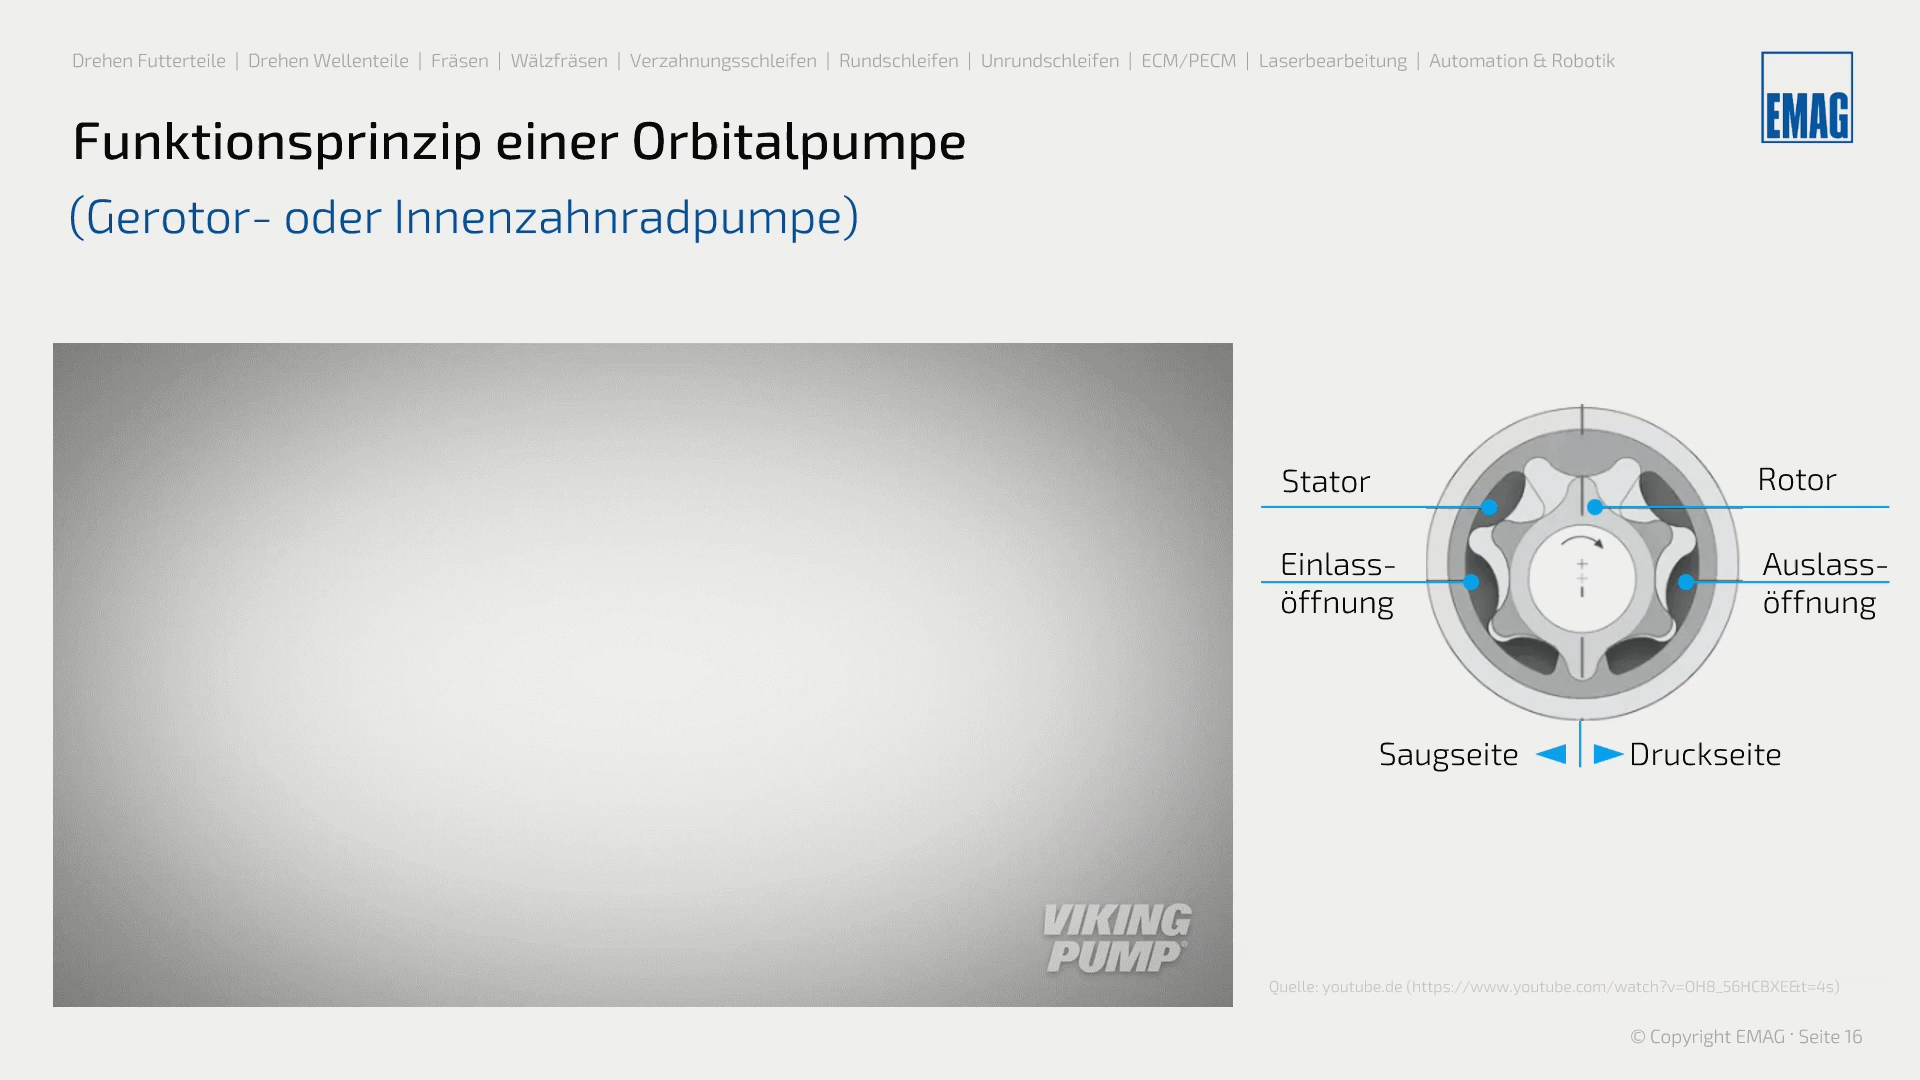 Drehen Futterteile | Drehen Wellenteile | Fräsen | Wälzfräsen | Verzahnungsschleifen | Rundschleifen | Unrundschleifen | ECM/PECM | Laserbearbeitung | Automation & Robotik
EMAG
Funktionsprinzip einer Orbitalpumpe
(Gerotor- oder Innenzahnradpumpe)
Stator
Rotor
Einlass-
öffnung
Auslass-
öffnung
Saugseite
Druckseite
VIKING
PUMP®
Quelle: youtube.de (https://www.youtube.com/watch?v=OH8_56HCBXE&t=4s)
© Copyright EMAG · Seite 16